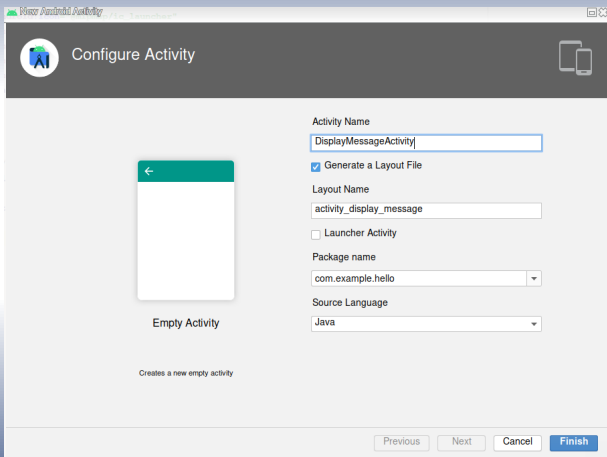 New Android Activity
Configure Activity
Activity Name
DisplayMessageActivity
Generate a Layout File
Layout Name
activity_display_message
Launcher Activity
Package name
com.example.hello
Source Language
Java
Empty Activity
Creates a new empty activity
Previous
Next
Cancel
Finish